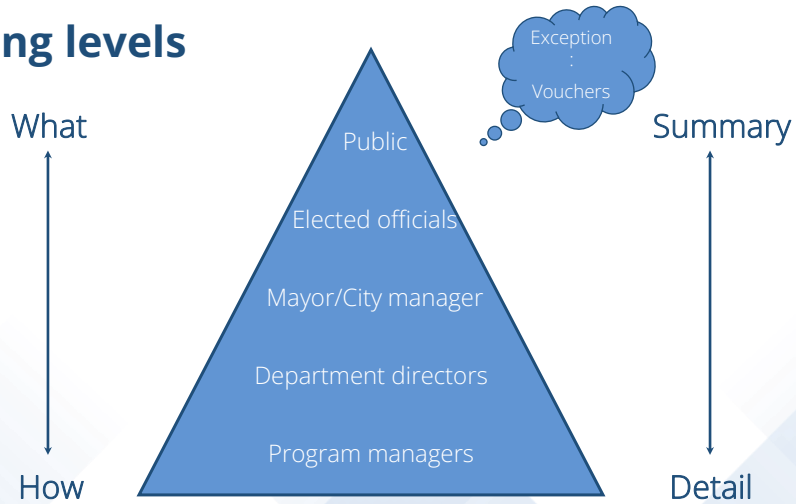 ng levels
Exception
:
Vouchers
What
Summary
Public
Elected officials
Mayor/City manager
Department directors
Program managers
How
Detail